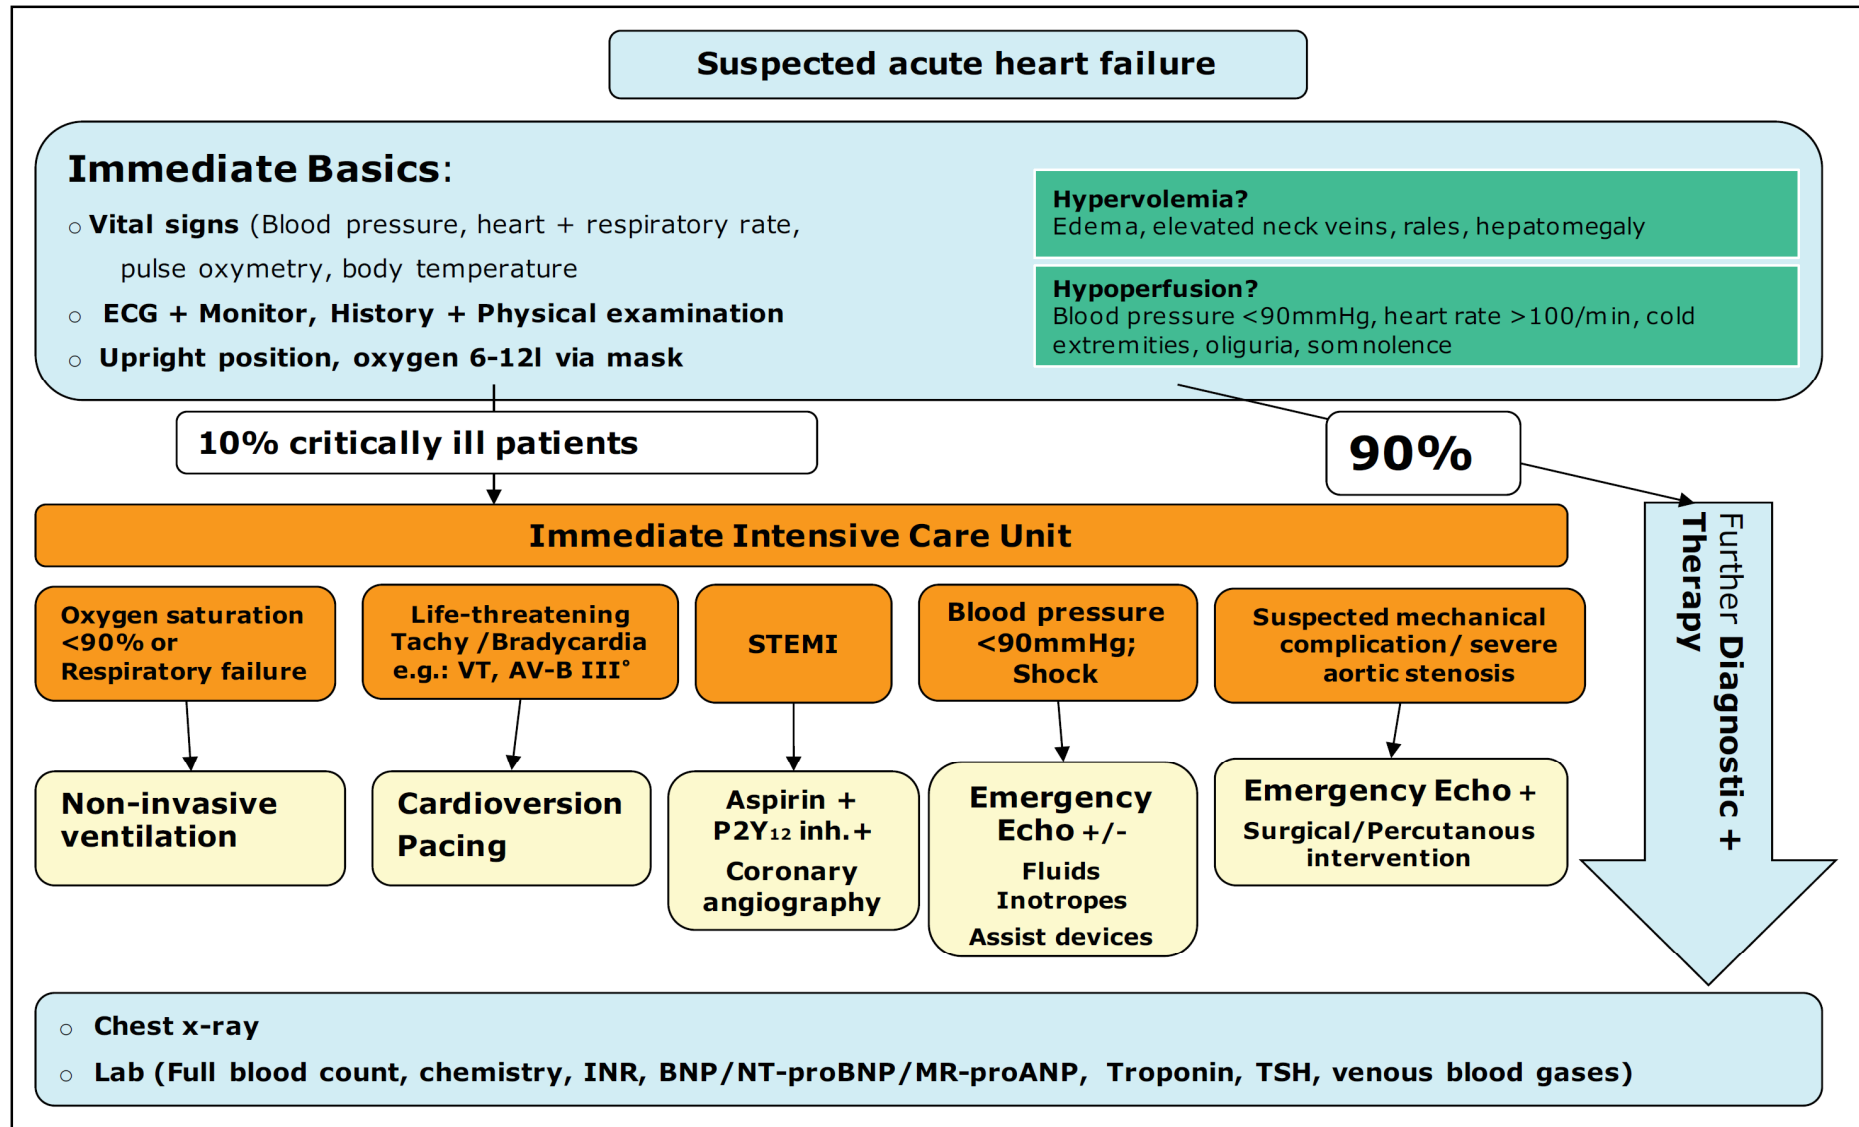 Suspected acute heart failure
Immediate Basics:
○ Vital signs (Blood pressure, heart + respiratory rate,
pulse oxymetry, body temperature
○ ECG + Monitor, History + Physical examination
○ Upright position, oxygen 6-12l via mask
Hypervolemia?
Edema, elevated neck veins, rales, hepatomegaly
Hypoperfusion?
Blood pressure <90mmHg, heart rate >100/min, cold
extremities, oliguria, somnolence
10% critically ill patients
90%
Immediate Intensive Care Unit
Oxygen saturation
<90% or
Respiratory failure
Life-threatening
Tachy /Bradycardia
e.g.: VT, AV-B III°
STEMI
Blood pressure
<90mmHg;
Shock
Suspected mechanical
complication/ severe
aortic stenosis
Further Diagnostic +
Therapy
Non-invasive
ventilation
Cardioversion
Pacing
Aspirin +
P2Y₁₂ inh.+
Coronary
angiography
Emergency
Echo +/-
Fluids
Inotropes
Assist devices
Emergency Echo +
Surgical/Percutanous
intervention
○ Chest x-ray
○ Lab (Full blood count, chemistry, INR, BNP/NT-proBNP/MR-proANP, Troponin, TSH, venous blood gases)